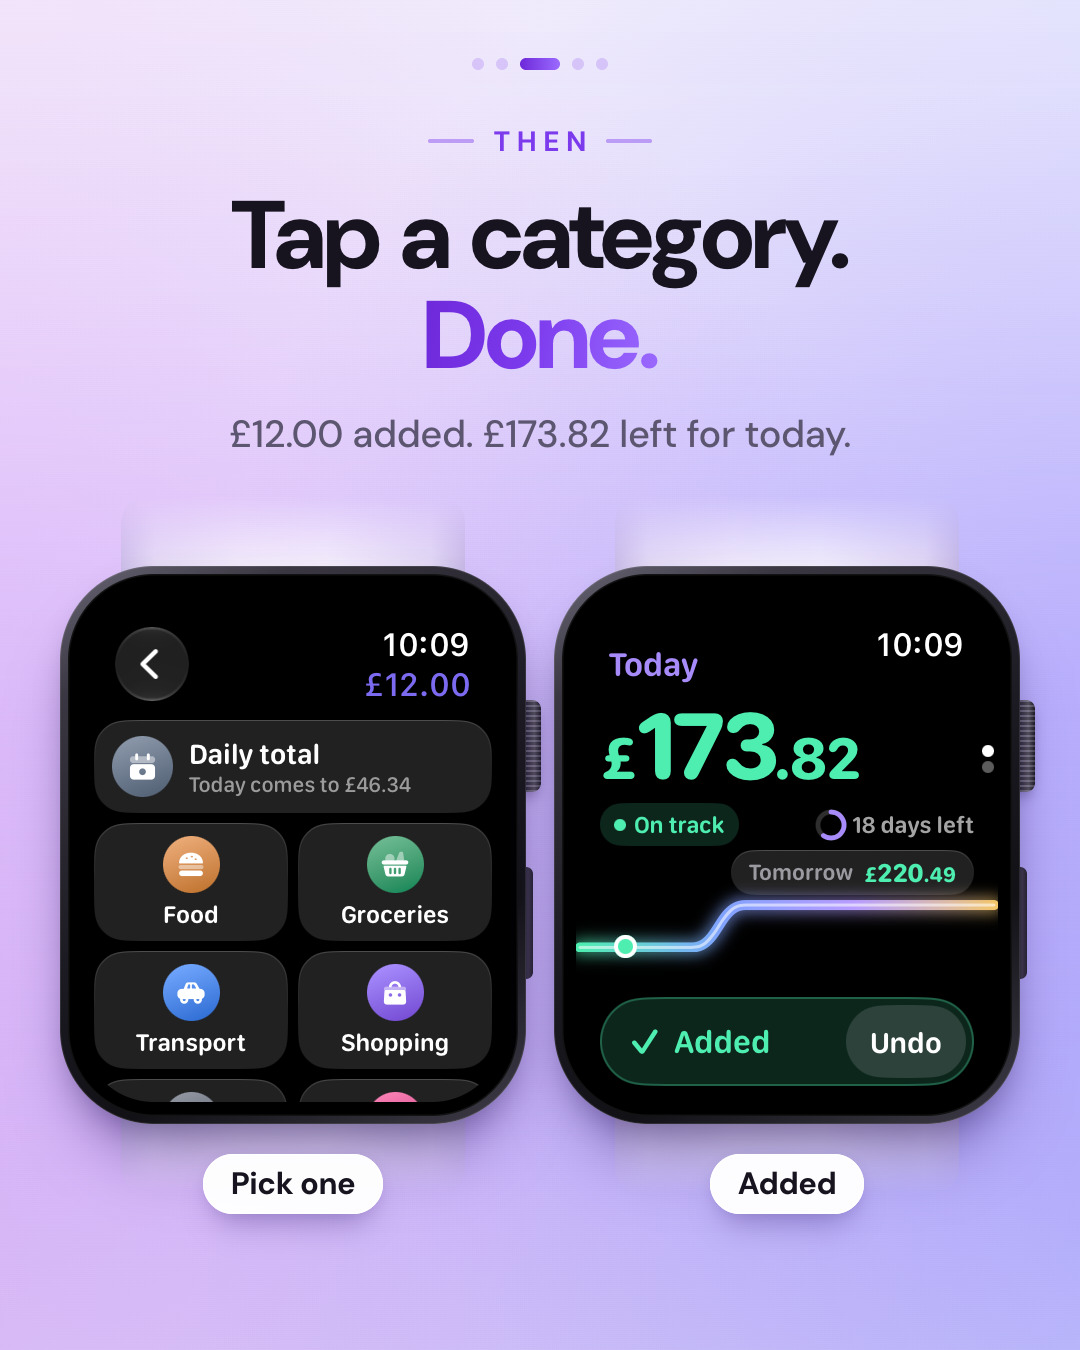 THEN
Tap a category.
Done.
£12.00 added. £173.82 left for today.
10:09
£12.00
Daily total
Today comes to £46.34
Food
Groceries
Transport
Shopping
Pick one
10:09
Today
£173.82
On track
18 days left
Tomorrow £220.49
Added
Undo
Added